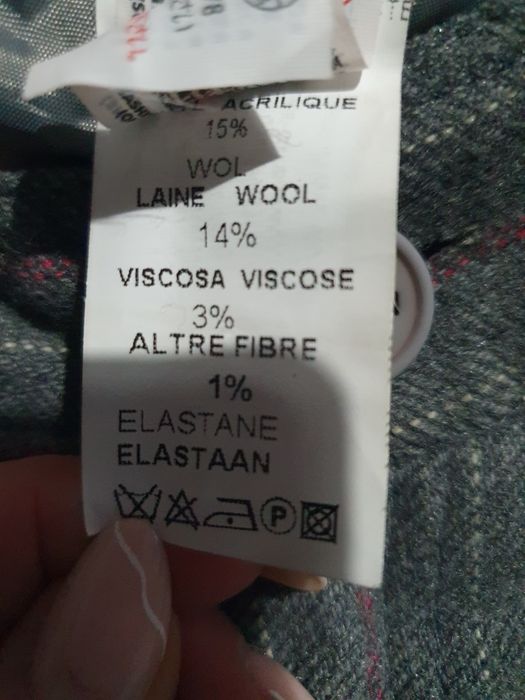 ACRILIQUE
15%
WOL
LAINE WOOL
14%
VISCOSA VISCOSE
3%
ALTRE FIBRE
1%
ELASTANE
ELASTAAN
P